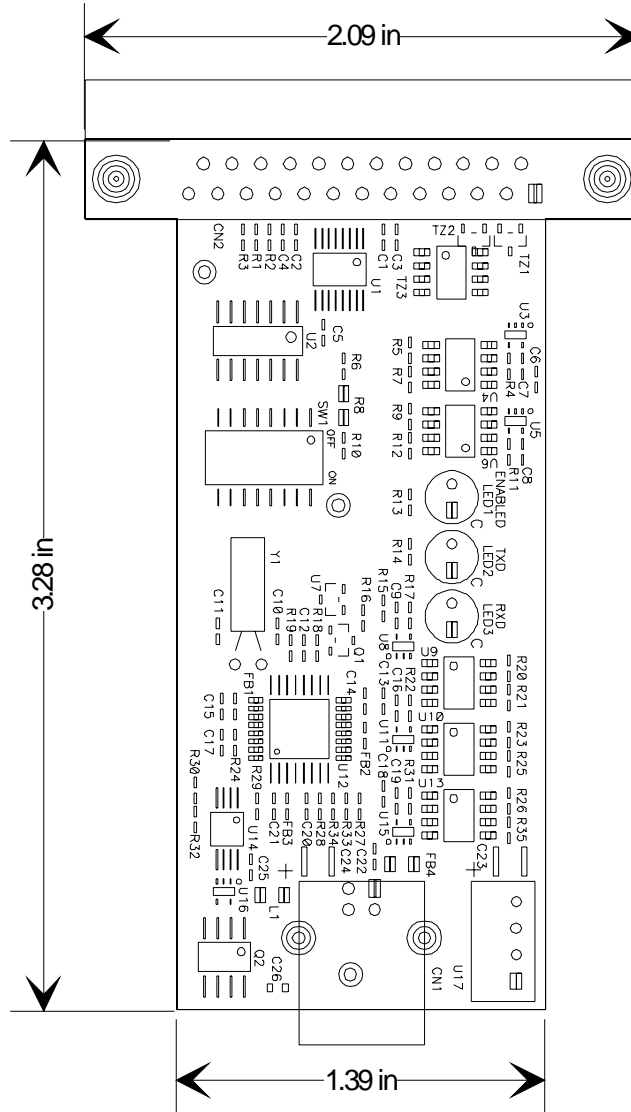 2.09 in
3.28 in
CN2
R3
R1
R2
C4
C2
U1
C1
C3
TZ3
TZ2
TZ1
U2
C5
R6
R8
R10
SW1
OFF
ON
R5
R7
R9
R12
U3
C6
R4
C7
U4
U5
R11
C8
U6
R13
ENABLED
LED1
C
R14
TXD
LED2
C
RXD
LED3
C
Y1
C11
C10
R19
C12
R18
U7
Q1
R16
R15
C9
R17
U8
U9
R20
R21
FB1
C15
C17
R24
R29
C14
FB2
U12
C13
C16
R22
U10
U11
R23
R25
C18
C19
R31
U13
U15
R26
R35
R30
R32
U14
C21
FB3
C20
R28
R34
R33
R27
C24
C22
FB4
C23
C25
+
+
L1
U16
Q2
C26
CN1
U17
1.39 in